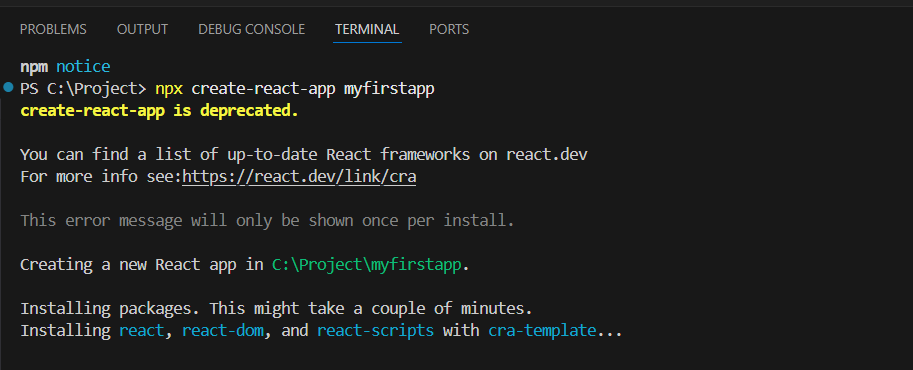 PROBLEMS OUTPUT DEBUG CONSOLE TERMINAL PORTS
npm notice
PS C:\Project> npx create-react-app myfirstapp
create-react-app is deprecated.
You can find a list of up-to-date React frameworks on react.dev
For more info see:https://react.dev/link/cra
This error message will only be shown once per install.
Creating a new React app in C:\Project\myfirstapp.
Installing packages. This might take a couple of minutes.
Installing react, react-dom, and react-scripts with cra-template...